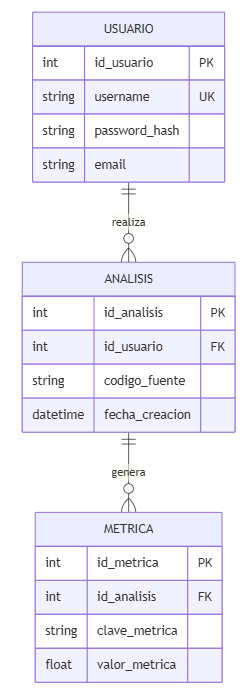 USUARIO
int id_usuario PK
string username UK
string password_hash
string email
realiza
ANALISIS
int id_analisis PK
int id_usuario FK
string codigo_fuente
datetime fecha_creacion
genera
METRICA
int id_metrica PK
int id_analisis FK
string clave_metrica
float valor_metrica